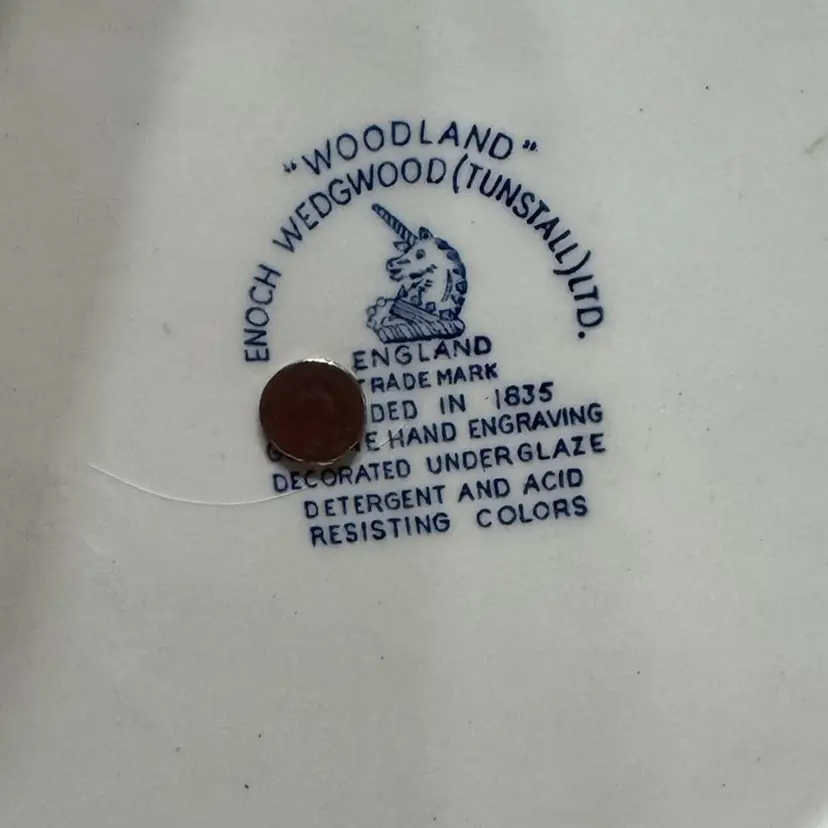 "WOODLAND"
ENOCH WEDGWOOD (TUNSTALL) LTD.
ENGLAND
TRADE MARK
DED IN 1835
HAND ENGRAVING
DECORATED UNDERGLAZE
DETERGENT AND ACID
RESISTING COLORS